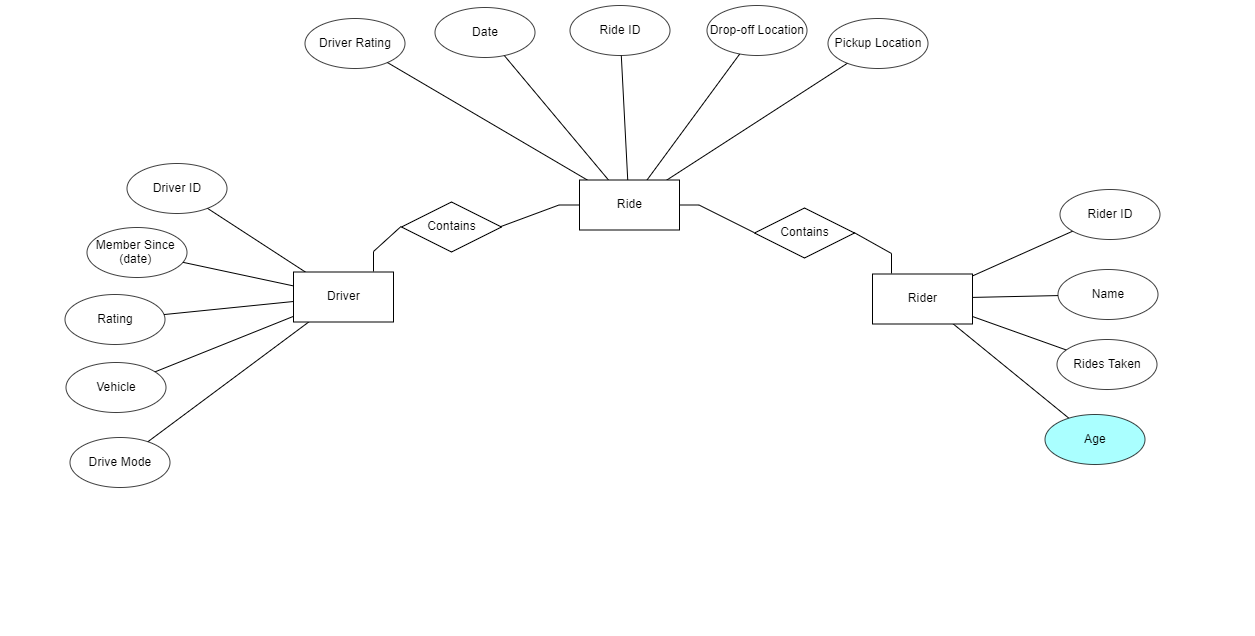 Driver Rating
Date
Ride ID
Drop-off Location
Pickup Location
Driver ID
Ride
Rider ID
Contains
Contains
Member Since
(date)
Driver
Rider
Name
Rating
Rides Taken
Vehicle
Age
Drive Mode